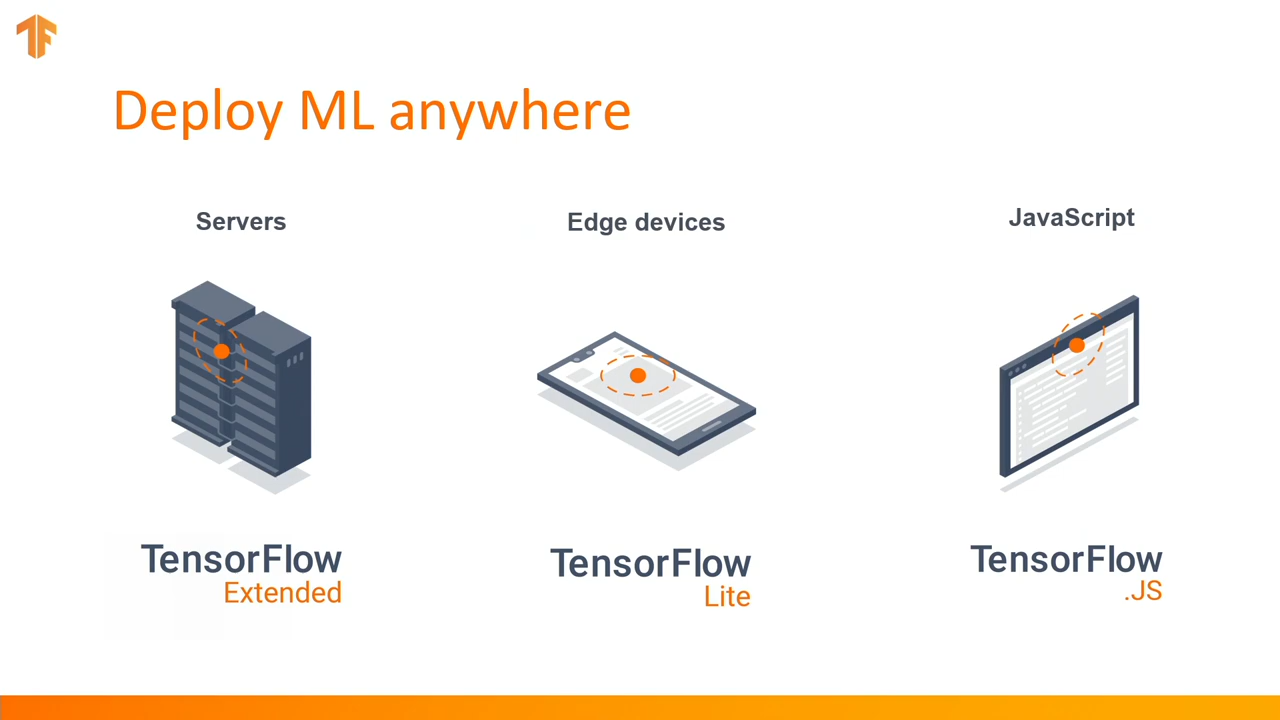 Deploy ML anywhere
Servers
Edge devices
JavaScript
TensorFlow
Extended
TensorFlow
Lite
TensorFlow
.JS